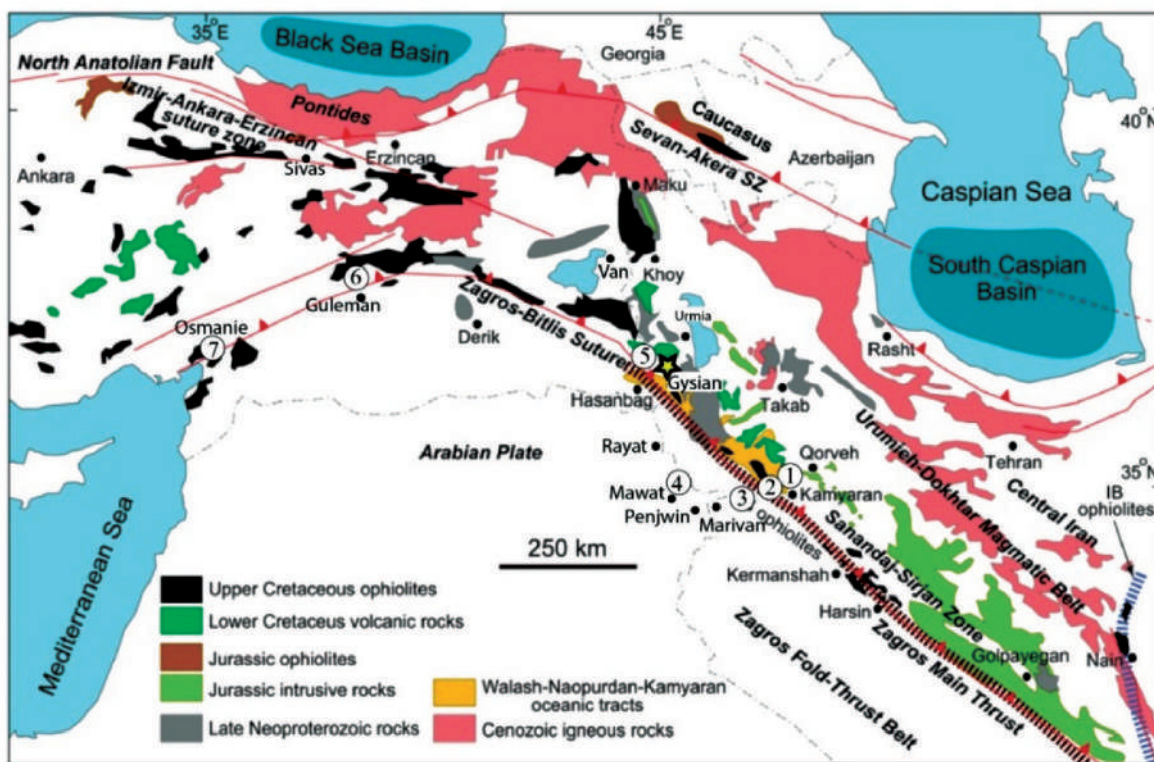 35°E
45°E
Black Sea Basin
Georgia
North Anatolian Fault
Izmir-Ankara-Erzincan
suture zone
Pontides
Caucasus
40°N
Ankara
Sivas
Erzincan
Sevan-Akera SZ
Azerbaijan
Maku
Caspian Sea
Van
Khoy
South Caspian
Basin
6
Guleman
Zagros-Bitlis Suture
Urmia
Osmanie
7
Derik
Rasht
5
Gysian
Hasanbag
Takab
Arabian Plate
Rayat
Qorveh
Urumieh-Dokhtar Magmatic Belt
Tehran
35°N
4
Mawat
3
2
1
Kamyaran
Central Iran
IB
ophiolites
Penjwin
Marivan
ophiolites
250 km
Sanandaj-Sirjan Zone
Kermanshah
Harsin
Mediterranean Sea
Zagros Main Thrust
Golpayegan
Nain
Zagros Fold-Thrust Belt
Upper Cretaceous ophiolites
Lower Cretaceus volcanic rocks
Jurassic ophiolites
Jurassic intrusive rocks
Late Neoproterozoic rocks
Walash-Naopurdan-Kamyaran
oceanic tracts
Cenozoic igneous rocks